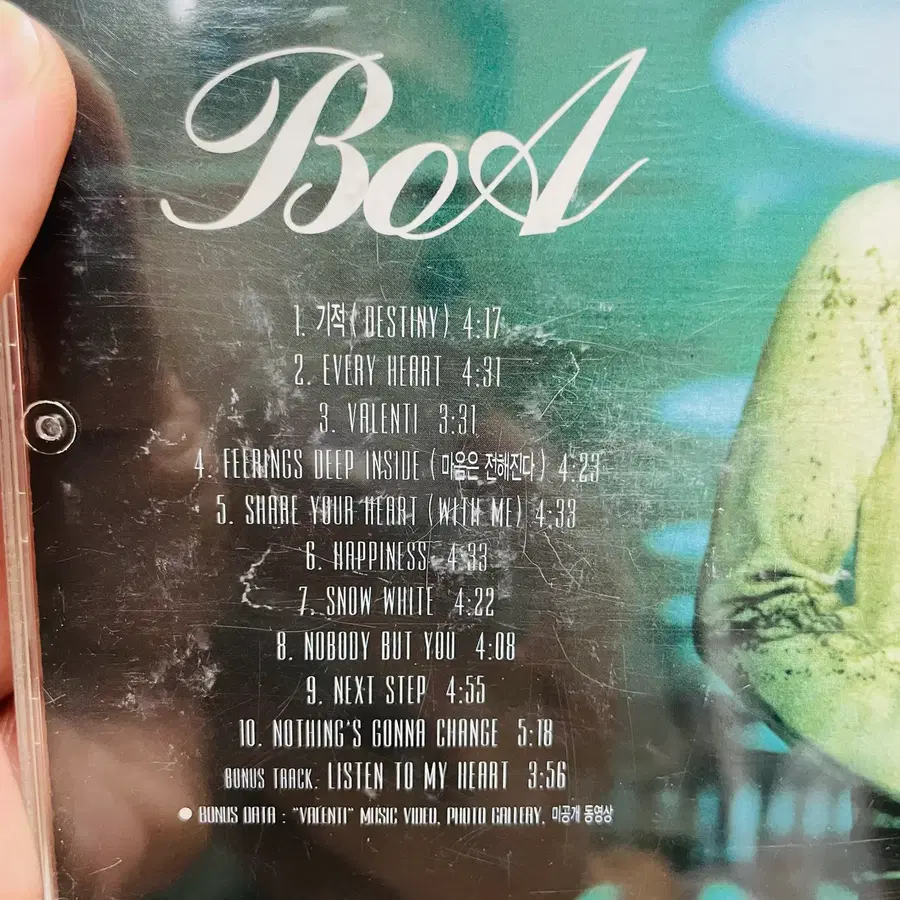 BoA
1. 기적 (DESTINY) 4:17
2. EVERY HEART 4:31
3. VALENTI 3:31
4. FEERINGS DEEP INSIDE (마음은 전해진다) 4:23
5. SHARE YOUR HEART (WITH ME) 4:33
6. HAPPINESS 4:33
7. SNOW WHITE 4:22
8. NOBODY BUT YOU 4:08
9. NEXT STEP 4:55
10. NOTHING'S GONNA CHANGE 5:18
BONUS TRACK. LISTEN TO MY HEART 3:56
● BONUS DATA : "VALENTI" MUSIC VIDEO, PHOTO GALLERY, 미공개 동영상